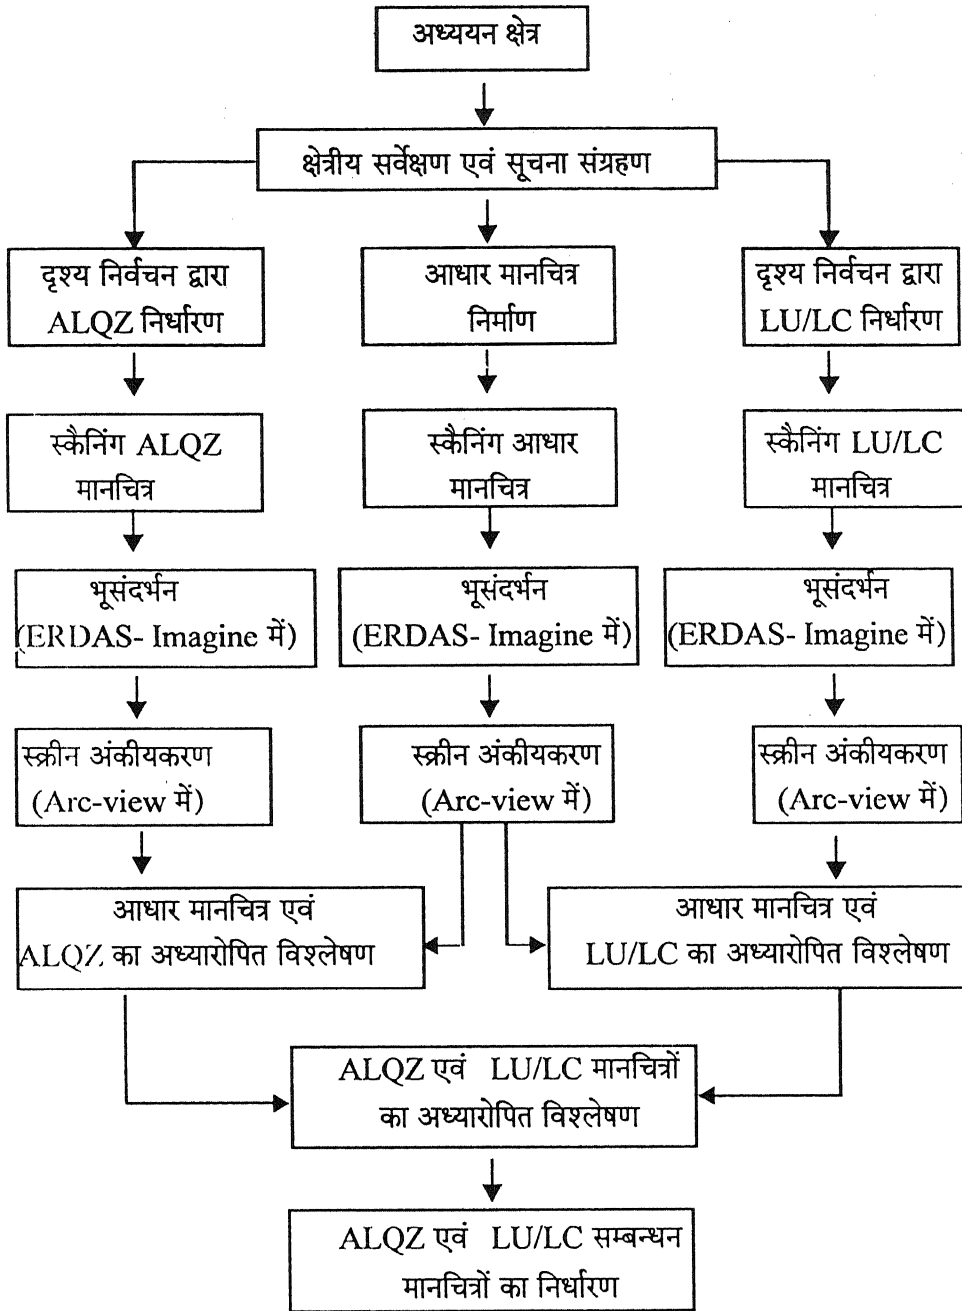 अध्ययन क्षेत्र
क्षेत्रीय सर्वेक्षण एवं सूचना संग्रहण
दृश्य निर्वचन द्वारा
ALQZ निर्धारण
आधार मानचित्र
निर्माण
दृश्य निर्वचन द्वारा
LU/LC निर्धारण
स्कैनिंग ALQZ
मानचित्र
स्कैनिंग आधार
मानचित्र
स्कैनिंग LU/LC
मानचित्र
भूसंदर्भन
(ERDAS- Imagine में)
भूसंदर्भन
(ERDAS- Imagine में)
भूसंदर्भन
(ERDAS- Imagine में)
स्क्रीन अंकीयकरण
(Arc-view में)
स्क्रीन अंकीयकरण
(Arc-view में)
स्क्रीन अंकीयकरण
(Arc-view में)
आधार मानचित्र एवं
ALQZ का अध्यारोपित विश्लेषण
आधार मानचित्र एवं
LU/LC का अध्यारोपित विश्लेषण
ALQZ एवं LU/LC मानचित्रों
का अध्यारोपित विश्लेषण
ALQZ एवं LU/LC सम्बन्धन
मानचित्रों का निर्धारण